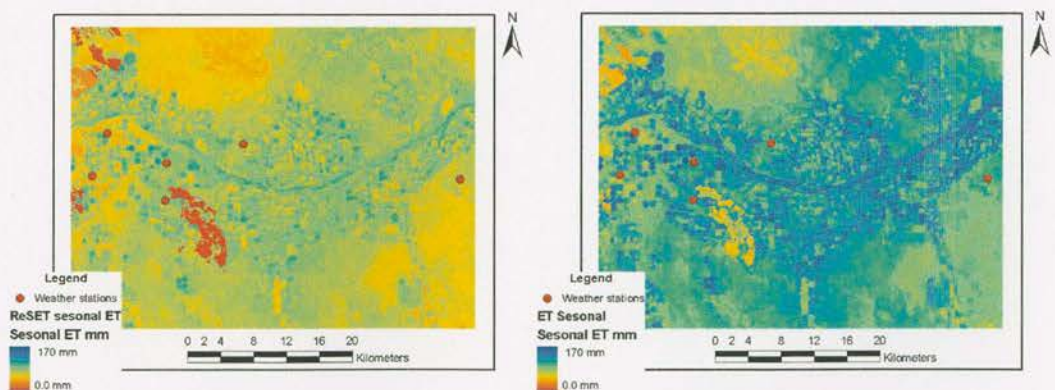 N
Legend
Weather stations
ReSET sesonal ET
Sesonal ET mm
170 mm
0.0 mm
0 2 4 8 12 16 20
Kilometers
N
Legend
Weather stations
ET Sesonal
Sesonal ET mm
170 mm
0.0 mm
0 2 4 8 12 16 20
Kilometers